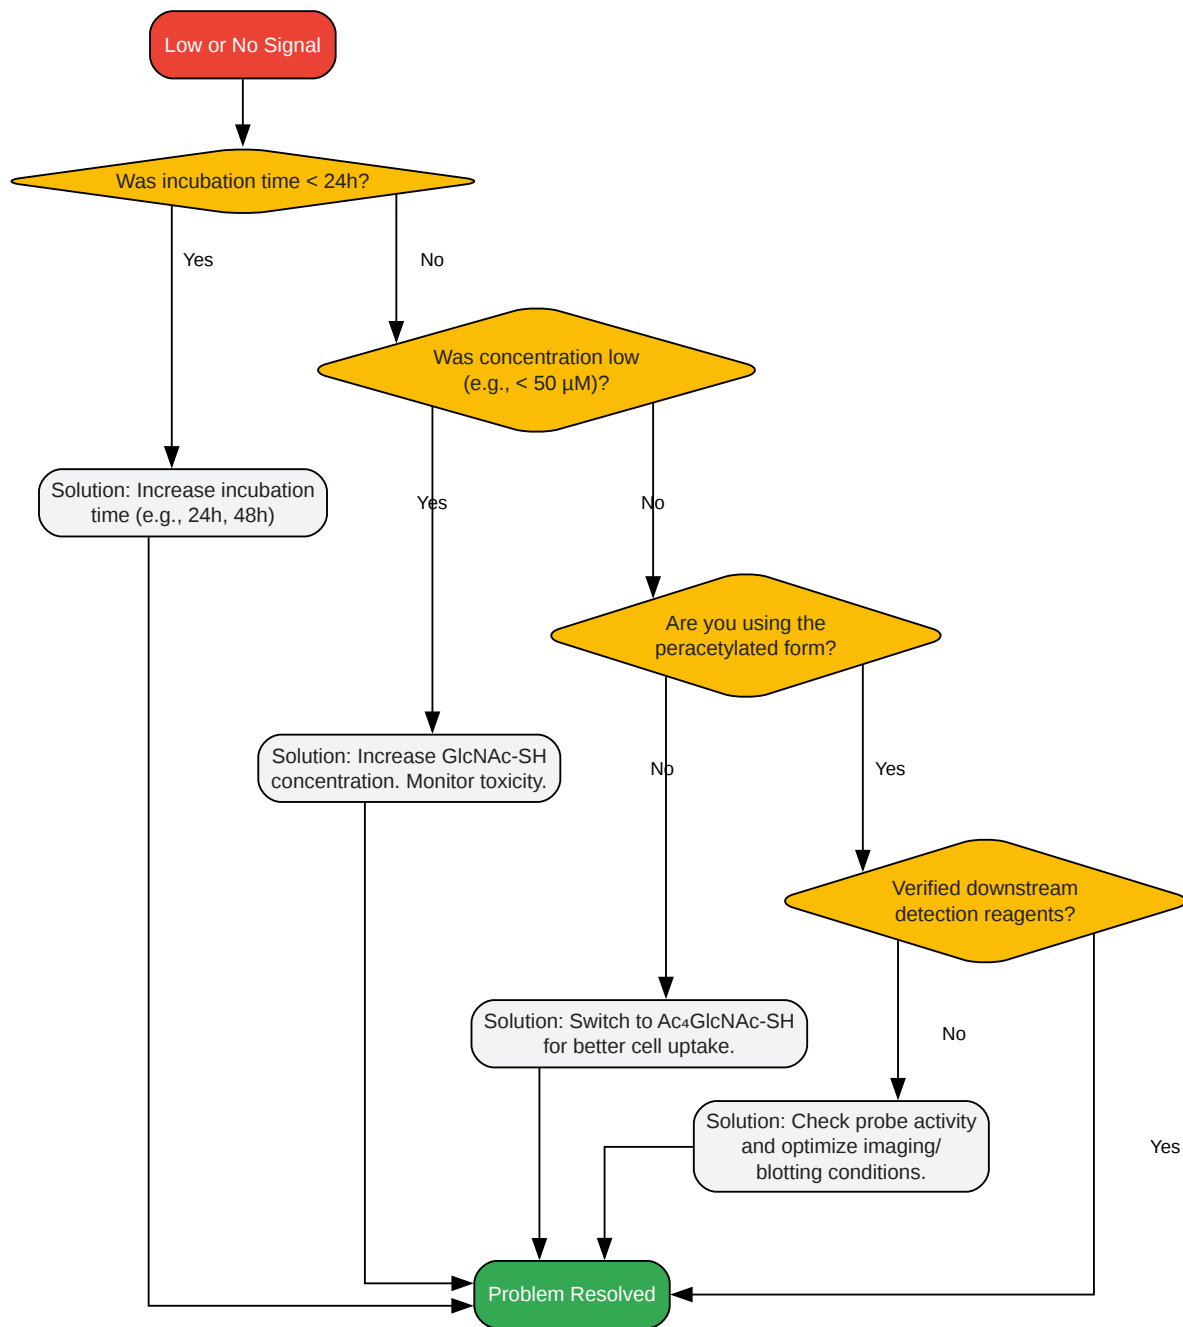 Low or No Signal
Was incubation time < 24h?
Yes
No
Was concentration low
(e.g., < 50 µM)?
Solution: Increase incubation
time (e.g., 24h, 48h)
Yes
No
Are you using the
peracetylated form?
Solution: Increase GlcNAc-SH
concentration. Monitor toxicity.
No
Yes
Verified downstream
detection reagents?
Solution: Switch to Ac₄GlcNAc-SH
for better cell uptake.
No
Solution: Check probe activity
and optimize imaging/
blotting conditions.
Yes
Problem Resolved